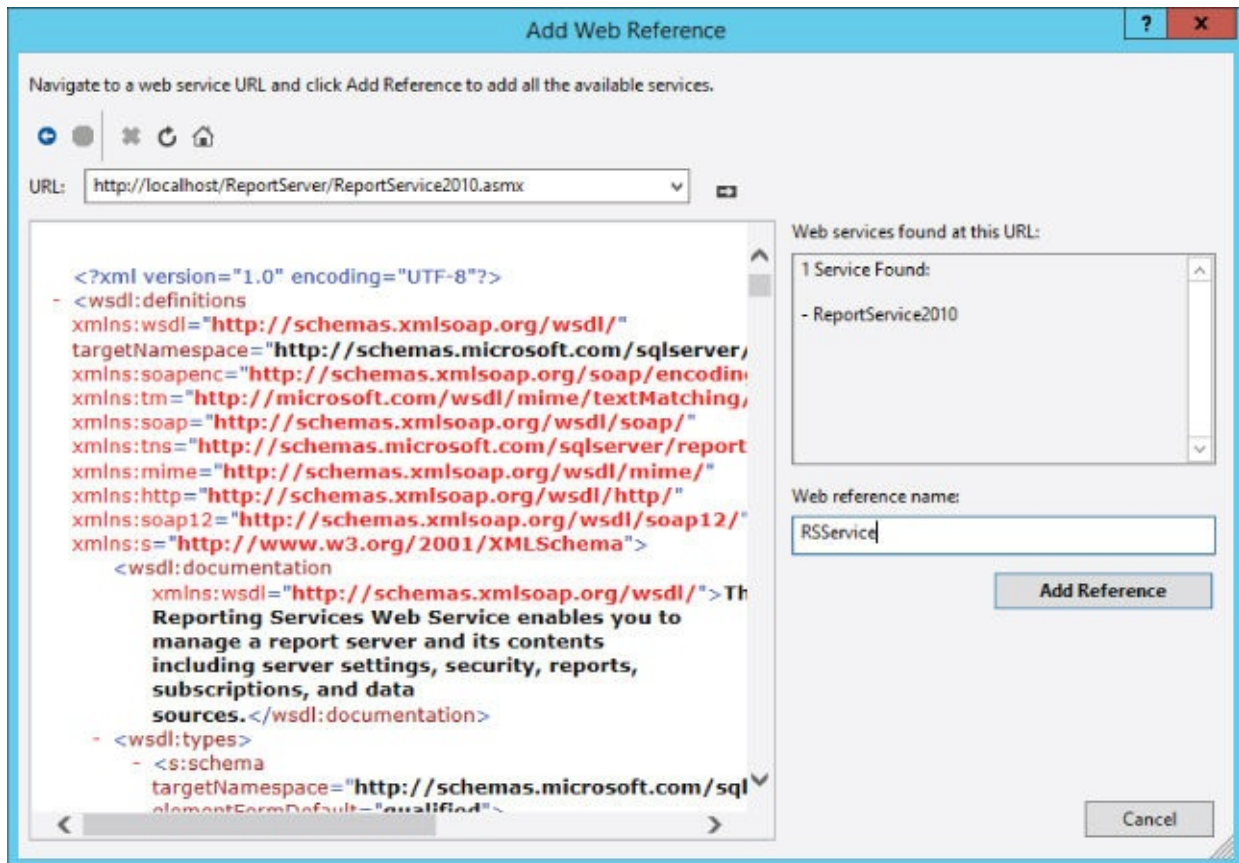 Add Web Reference
? x
Navigate to a web service URL and click Add Reference to add all the available services.
URL: http://localhost/ReportServer/ReportService2010.asmx
<?xml version="1.0" encoding="UTF-8"?>
- <wsdl:definitions
xmlns:wsdl="http://schemas.xmlsoap.org/wsdl/"
targetNamespace="http://schemas.microsoft.com/sqlserver/
xmlns:soapenc="http://schemas.xmlsoap.org/soap/encodin
xmlns:tm="http://microsoft.com/wsdl/mime/textMatching/
xmlns:soap="http://schemas.xmlsoap.org/wsdl/soap/"
xmlns:tns="http://schemas.microsoft.com/sqlserver/report
xmlns:mime="http://schemas.xmlsoap.org/wsdl/mime/"
xmlns:http="http://schemas.xmlsoap.org/wsdl/http/"
xmlns:soap12="http://schemas.xmlsoap.org/wsdl/soap12/"
xmlns:s="http://www.w3.org/2001/XMLSchema">
<wsdl:documentation
xmlns:wsdl="http://schemas.xmlsoap.org/wsdl/">Th
Reporting Services Web Service enables you to
manage a report server and its contents
including server settings, security, reports,
subscriptions, and data
sources.</wsdl:documentation>
- <wsdl:types>
- <s:schema
targetNamespace="http://schemas.microsoft.com/sql
elementFormDefault="qualified">
Web services found at this URL:
1 Service Found:
- ReportService2010
Web reference name:
RSService
Add Reference
Cancel